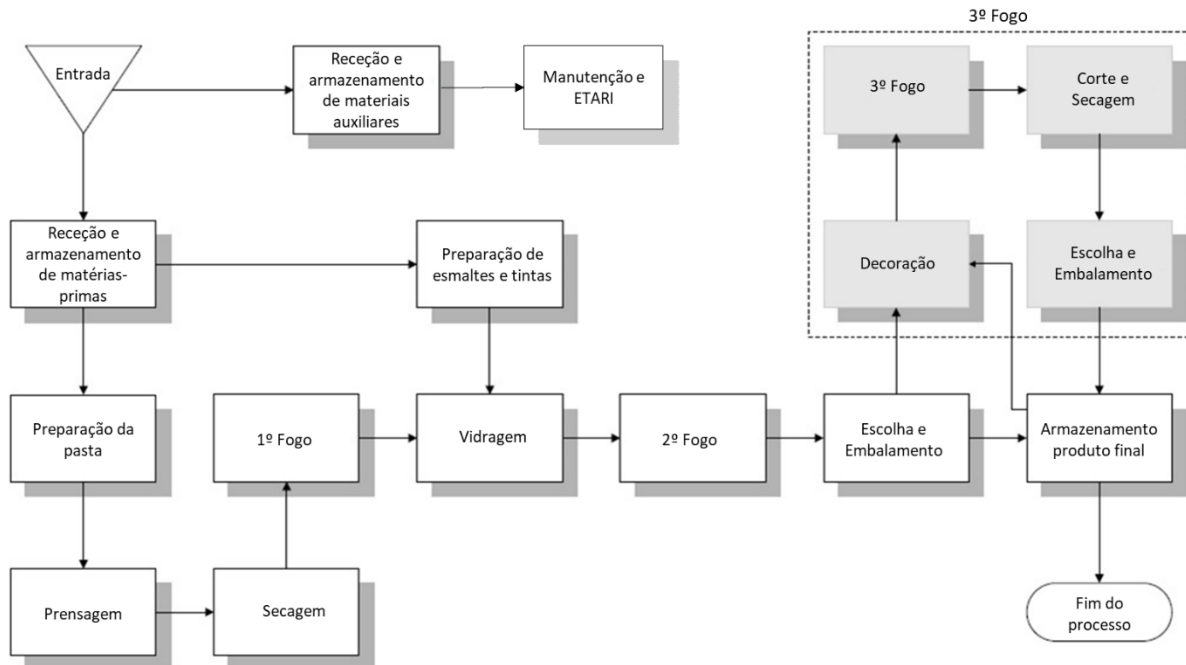 3º Fogo
Entrada
Receção e
armazenamento
de materiais
auxiliares
Manutenção e
ETARI
3º Fogo
Corte e
Secagem
Receção e
armazenamento
de matérias-
primas
Preparação de
esmaltes e tintas
Decoração
Escolha e
Embalamento
Preparação da
pasta
1º Fogo
Vidragem
2º Fogo
Escolha e
Embalamento
Armazenamento
produto final
Prensagem
Secagem
Fim do
processo